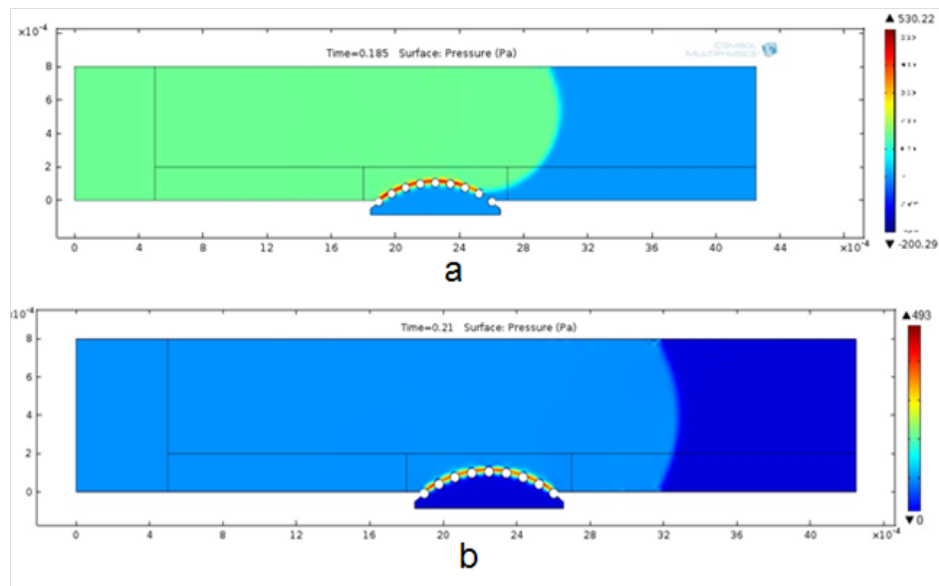 ×10⁻⁴
Time=0.185 Surface: Pressure (Pa)
COMSOL
MULTIPHYSICS
▲ 530.22
8
6
4
2
0
▼ -200.29
0 4 8 12 16 20 24 28 32 36 40 44 ×10⁻⁴
a
×10⁻⁴
Time=0.21 Surface: Pressure (Pa)
▲ 493
8
6
4
2
0
▼ 0
0 4 8 12 16 20 24 28 32 36 40 ×10⁻⁴
b